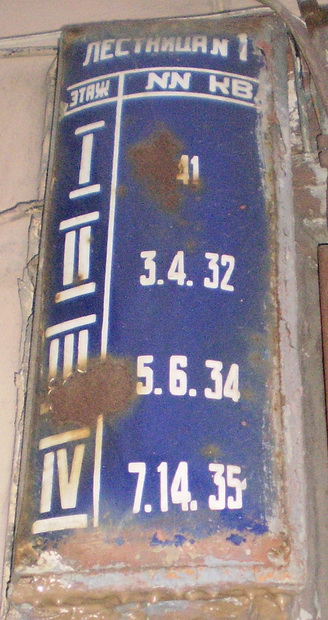 ЛЕСТНИЦА N 1
ЭТАЖ NN КВ
I 41
II 3.4. 32
III 5.6. 34
IV 7.14. 35